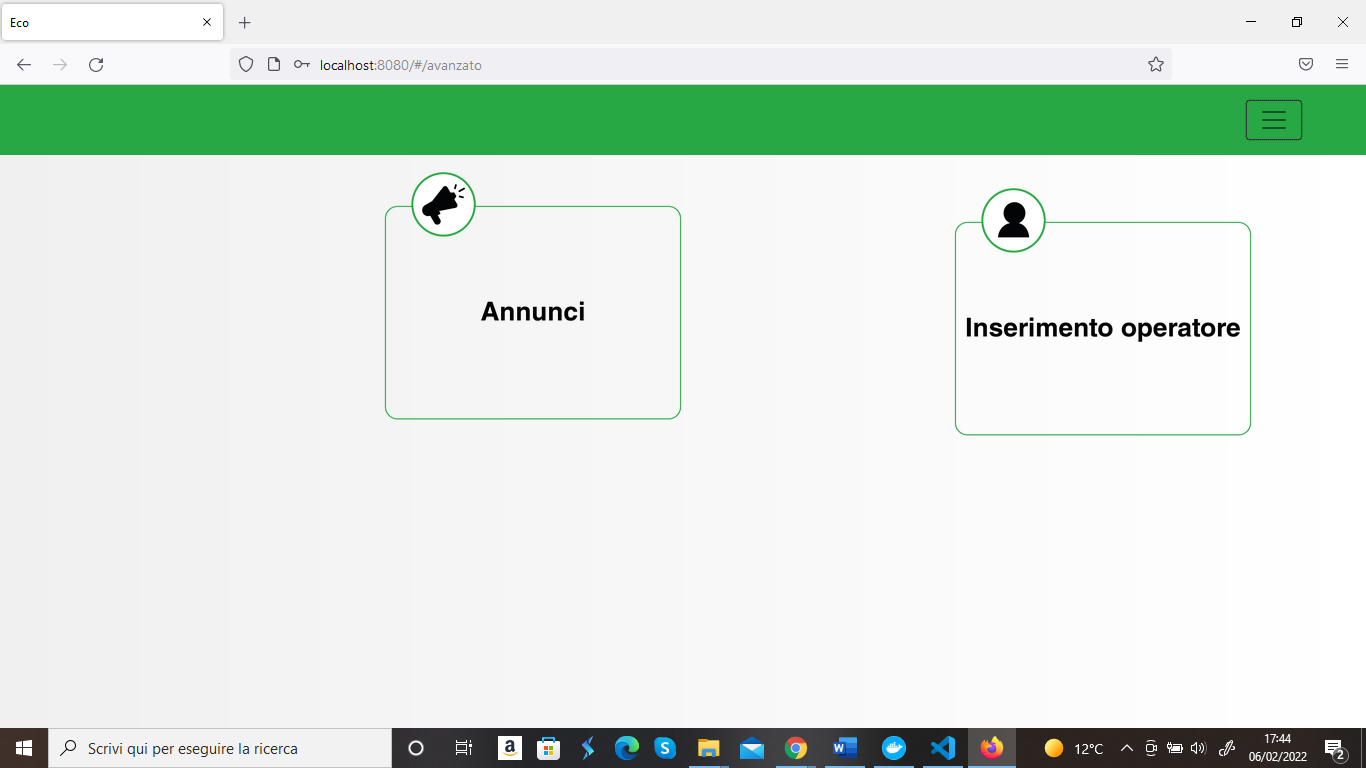 Eco
localhost:8080/#/avanzato
Annunci
Inserimento operatore
Scrivi qui per eseguire la ricerca
12°C
17:44
06/02/2022
2